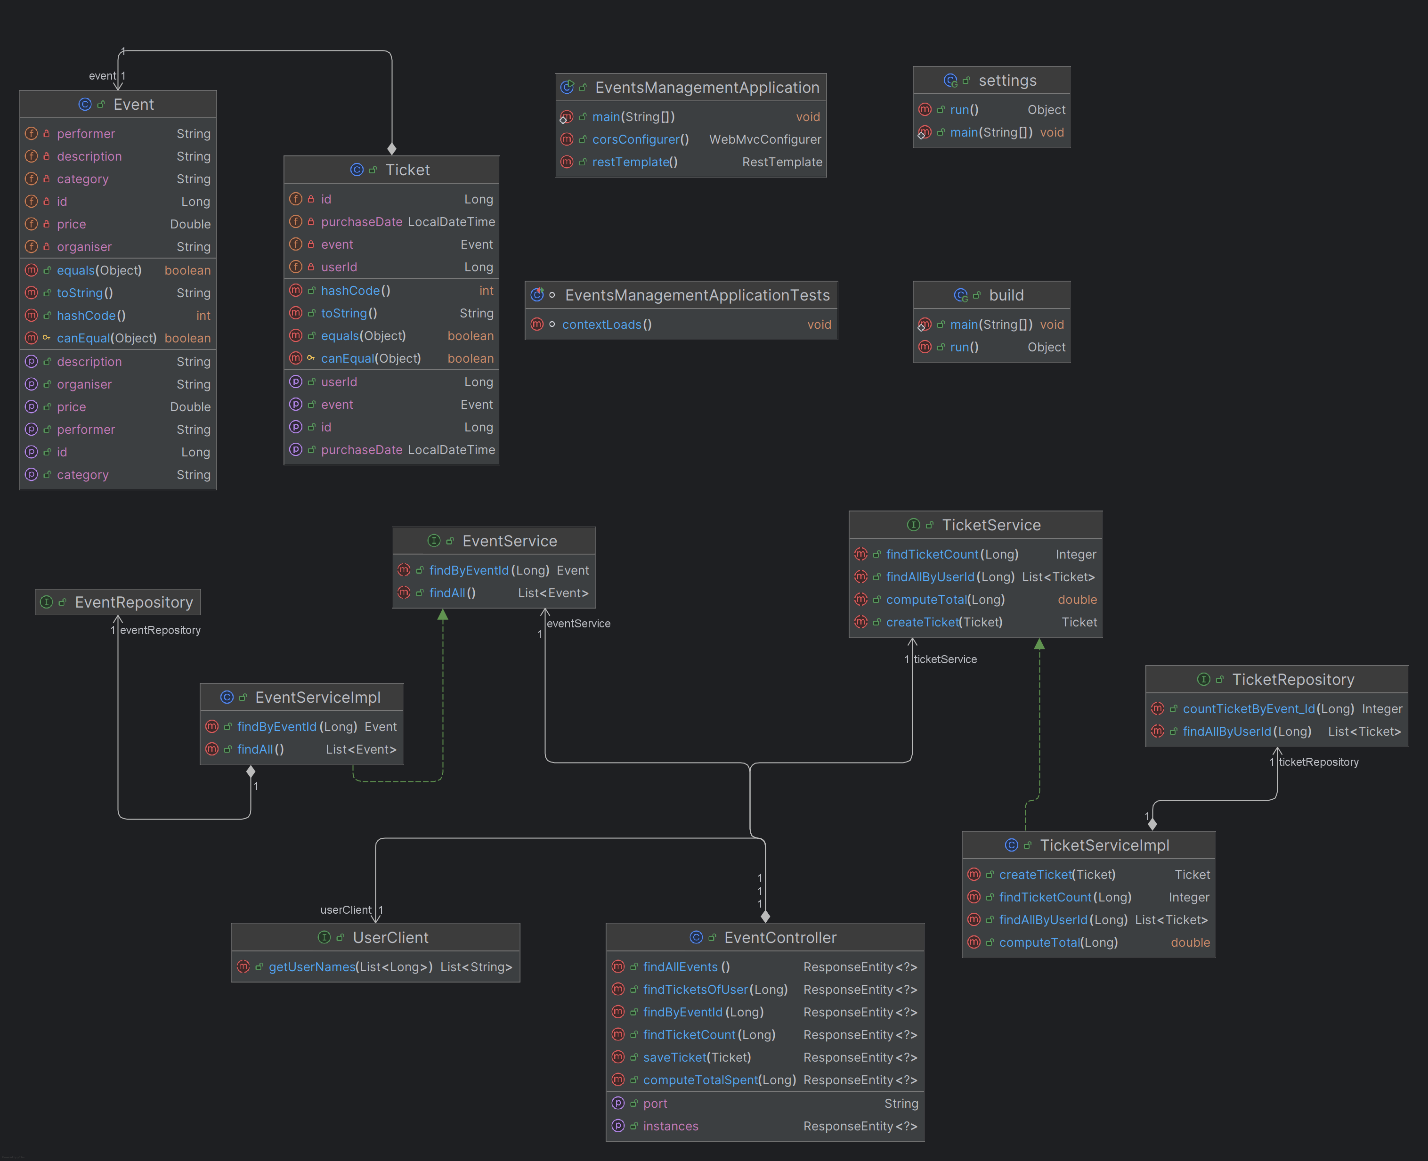 1
event 1
Event
performer String
description String
category String
id Long
price Double
organiser String
equals(Object) boolean
toString() String
hashCode() int
canEqual(Object) boolean
description String
organiser String
price Double
performer String
id Long
category String
Ticket
id Long
purchaseDate LocalDateTime
event Event
userId Long
hashCode() int
toString() String
equals(Object) boolean
canEqual(Object) boolean
userId Long
event Event
id Long
purchaseDate LocalDateTime
EventsManagementApplication
main(String[]) void
corsConfigurer() WebMvcConfigurer
restTemplate() RestTemplate
settings
run() Object
main(String[]) void
EventsManagementApplicationTests
contextLoads() void
build
main(String[]) void
run() Object
EventService
findByEventId(Long) Event
findAll() List<Event>
TicketService
findTicketCount(Long) Integer
findAllByUserId(Long) List<Ticket>
computeTotal(Long) double
createTicket(Ticket) Ticket
EventRepository
1 eventRepository
eventService
1
1 ticketService
EventServiceImpl
findByEventId(Long) Event
findAll() List<Event>
1
TicketRepository
countTicketByEvent_Id(Long) Integer
findAllByUserId(Long) List<Ticket>
1 ticketRepository
1
TicketServiceImpl
createTicket(Ticket) Ticket
findTicketCount(Long) Integer
findAllByUserId(Long) List<Ticket>
computeTotal(Long) double
1
1
1
userClient 1
UserClient
getUserNames(List<Long>) List<String>
EventController
findAllEvents () ResponseEntity<?>
findTicketsOfUser(Long) ResponseEntity<?>
findByEventId(Long) ResponseEntity<?>
findTicketCount(Long) ResponseEntity<?>
saveTicket(Ticket) ResponseEntity<?>
computeTotalSpent(Long) ResponseEntity<?>
port String
instances ResponseEntity<?>